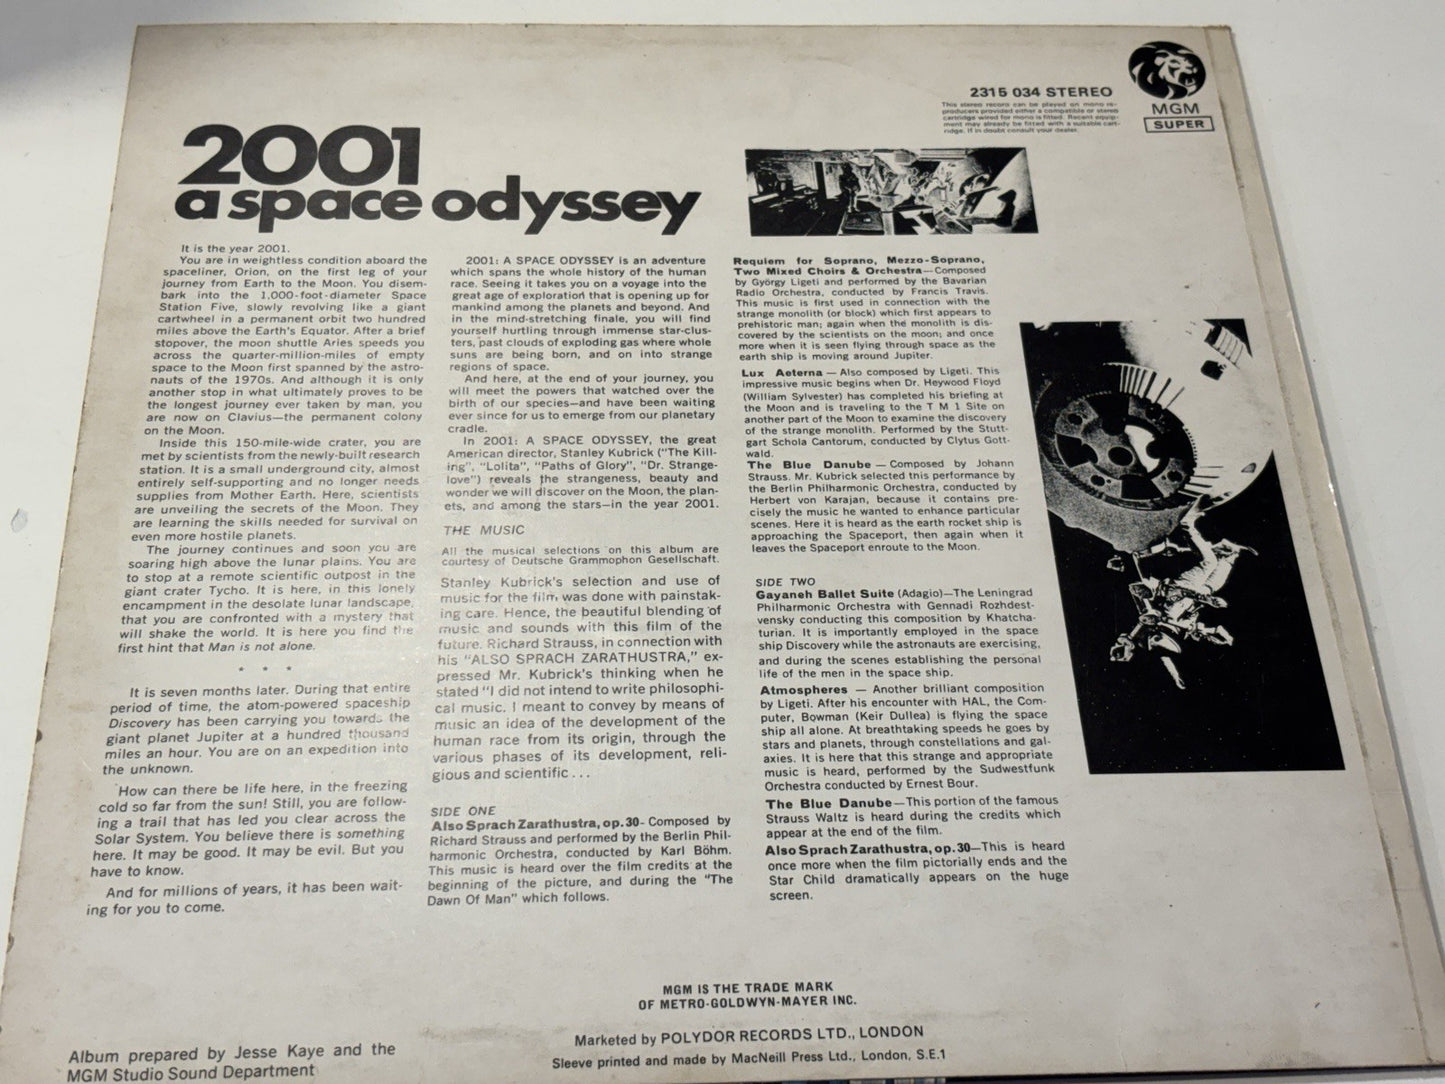 2315 034 STEREO
This stereo record can be played on mono re-
producers provided either a compatible or stereo
cartridge wired for mono is fitted. Recent equip-
ment may already be fitted with a suitable cart-
ridge. If in doubt consult your dealer.
MGM
SUPER
2001
a space odyssey
It is the year 2001.
You are in weightless condition aboard the
spaceliner, Orion, on the first leg of your
journey from Earth to the Moon. You disem-
bark into the 1,000-foot-diameter Space
Station Five, slowly revolving like a giant
cartwheel in a permanent orbit two hundred
miles above the Earth's Equator. After a brief
stopover, the moon shuttle Aries speeds you
across the quarter-million-miles of empty
space to the Moon first spanned by the astro-
nauts of the 1970s. And although it is only
another stop in what ultimately proves to be
the longest journey ever taken by man, you
are now on Clavius—the permanent colony
on the Moon.
Inside this 150-mile-wide crater, you are
met by scientists from the newly-built research
station. It is a small underground city, almost
entirely self-supporting and no longer needs
supplies from Mother Earth. Here, scientists
are unveiling the secrets of the Moon. They
are learning the skills needed for survival on
even more hostile planets.
The journey continues and soon you are
soaring high above the lunar plains. You are
to stop at a remote scientific outpost in the
giant crater Tycho. It is here, in this lonely
encampment in the desolate lunar landscape,
that you are confronted with a mystery that
will shake the world. It is here you find the
first hint that Man is not alone.
* * *
It is seven months later. During that entire
period of time, the atom-powered spaceship
Discovery has been carrying you towards the
giant planet Jupiter at a hundred thousand
miles an hour. You are on an expedition into
the unknown.
How can there be life here, in the freezing
cold so far from the sun! Still, you are follow-
ing a trail that has led you clear across the
Solar System. You believe there is something
here. It may be good. It may be evil. But you
have to know.
And for millions of years, it has been wait-
ing for you to come.
2001: A SPACE ODYSSEY is an adventure
which spans the whole history of the human
race. Seeing it takes you on a voyage into the
great age of exploration that is opening up for
mankind among the planets and beyond. And
in the mind-stretching finale, you will find
yourself hurtling through immense star-clus-
ters, past clouds of exploding gas where whole
suns are being born, and on into strange
regions of space.
And here, at the end of your journey, you
will meet the powers that watched over the
birth of our species—and have been waiting
ever since for us to emerge from our planetary
cradle.
In 2001: A SPACE ODYSSEY, the great
American director, Stanley Kubrick ("The Kill-
ing", "Lolita", "Paths of Glory", "Dr. Strange-
love") reveals the strangeness, beauty and
wonder we will discover on the Moon, the plan-
ets, and among the stars—in the year 2001.
THE MUSIC
All the musical selections on this album are
courtesy of Deutsche Grammophon Gesellschaft.
Stanley Kubrick's selection and use of
music for the film was done with painstak-
ing care. Hence, the beautiful blending of
music and sounds with this film of the
future. Richard Strauss, in connection with
his "ALSO SPRACH ZARATHUSTRA," ex-
pressed Mr. Kubrick's thinking when he
stated "I did not intend to write philosophi-
cal music. I meant to convey by means of
music an idea of the development of the
human race from its origin, through the
various phases of its development, reli-
gious and scientific . . .
SIDE ONE
Also Sprach Zarathustra, op.30- Composed by
Richard Strauss and performed by the Berlin Phil-
harmonic Orchestra, conducted by Karl Böhm.
This music is heard over the film credits at the
beginning of the picture, and during the "The
Dawn Of Man" which follows.
Requiem for Soprano, Mezzo-Soprano,
Two Mixed Choirs & Orchestra—Composed
by György Ligeti and performed by the Bavarian
Radio Orchestra, conducted by Francis Travis.
This music is first used in connection with the
strange monolith (or block) which first appears to
prehistoric man; again when the monolith is dis-
covered by the scientists on the moon; and once
more when it is seen flying through space as the
earth ship is moving around Jupiter.
Lux Aeterna — Also composed by Ligeti. This
impressive music begins when Dr. Heywood Floyd
(William Sylvester) has completed his briefing at
the Moon and is traveling to the T M 1 Site on
another part of the Moon to examine the discovery
of the strange monolith. Performed by the Stutt-
gart Schola Cantorum, conducted by Clytus Gott-
wald.
The Blue Danube — Composed by Johann
Strauss. Mr. Kubrick selected this performance by
the Berlin Philharmonic Orchestra, conducted by
Herbert von Karajan, because it contains pre-
cisely the music he wanted to enhance particular
scenes. Here it is heard as the earth rocket ship is
approaching the Spaceport, then again when it
leaves the Spaceport enroute to the Moon.
SIDE TWO
Gayaneh Ballet Suite (Adagio)—The Leningrad
Philharmonic Orchestra with Gennadi Rozhdest-
vensky conducting this composition by Khatcha-
turian. It is importantly employed in the space
ship Discovery while the astronauts are exercising,
and during the scenes establishing the personal
life of the men in the space ship.
Atmospheres — Another brilliant composition
by Ligeti. After his encounter with HAL, the Com-
puter, Bowman (Keir Dullea) is flying the space
ship all alone. At breathtaking speeds he goes by
stars and planets, through constellations and gal-
axies. It is here that this strange and appropriate
music is heard, performed by the Sudwestfunk
Orchestra conducted by Ernest Bour.
The Blue Danube—This portion of the famous
Strauss Waltz is heard during the credits which
appear at the end of the film.
Also Sprach Zarathustra, op.30—This is heard
once more when the film pictorially ends and the
Star Child dramatically appears on the huge
screen.
MGM IS THE TRADE MARK
OF METRO-GOLDWYN-MAYER INC.
Marketed by POLYDOR RECORDS LTD., LONDON
Sleeve printed and made by MacNeill Press Ltd., London, S.E.1
Album prepared by Jesse Kaye and the
MGM Studio Sound Department